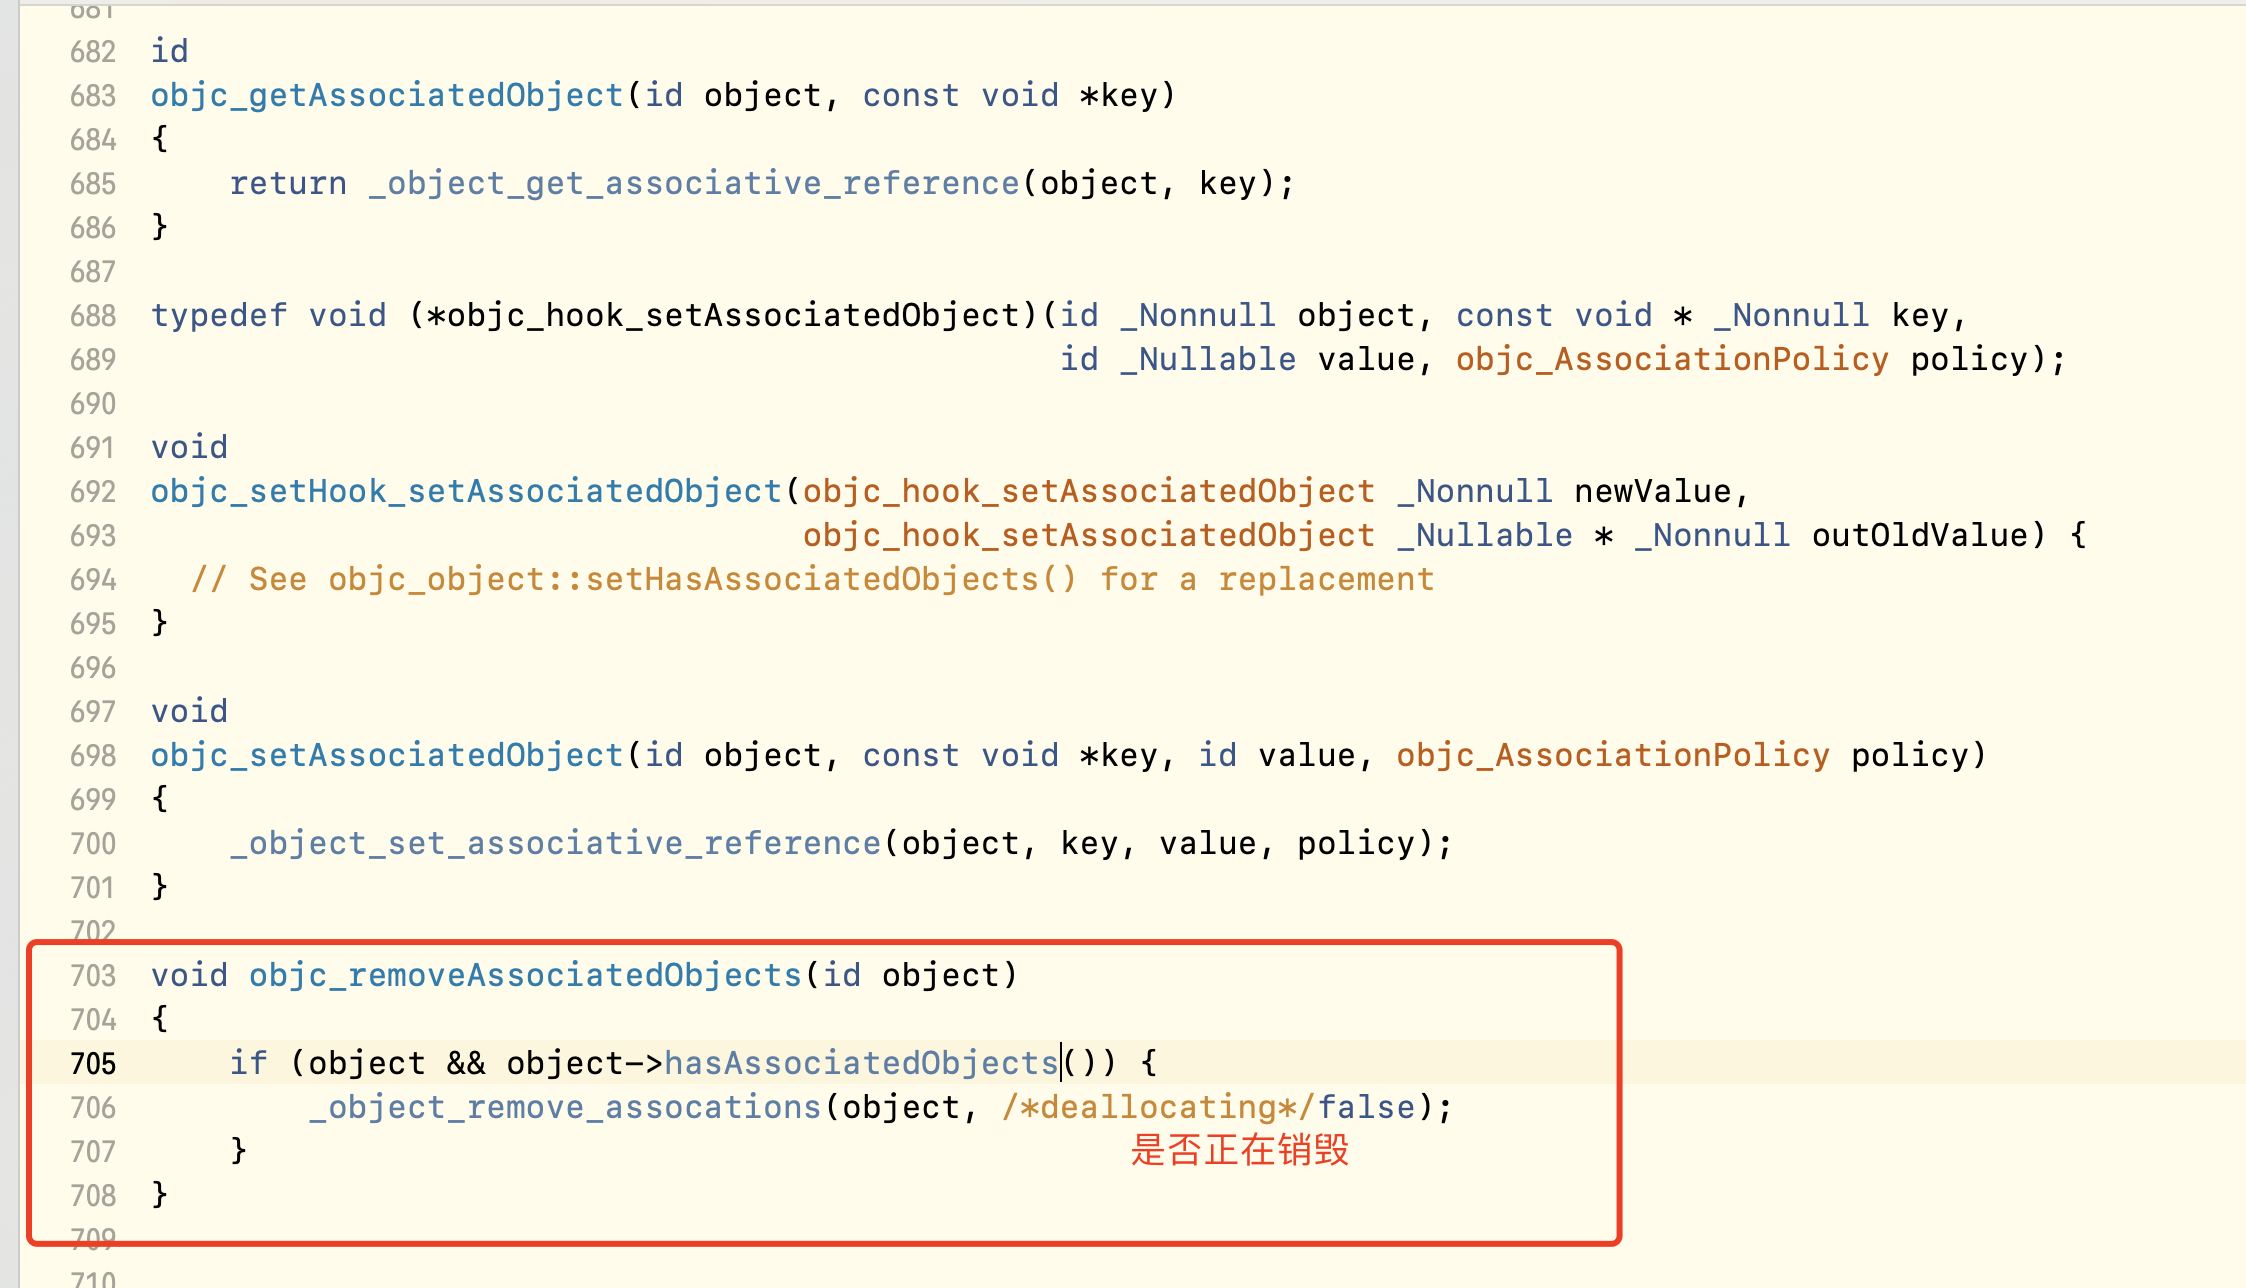 681
682 id
683 objc_getAssociatedObject(id object, const void *key)
684 {
685     return _object_get_associative_reference(object, key);
686 }
687
688 typedef void (*objc_hook_setAssociatedObject)(id _Nonnull object, const void * _Nonnull key,
689                                               id _Nullable value, objc_AssociationPolicy policy);
690
691 void
692 objc_setHook_setAssociatedObject(objc_hook_setAssociatedObject _Nonnull newValue,
693                                  objc_hook_setAssociatedObject _Nullable * _Nonnull outOldValue) {
694   // See objc_object::setHasAssociatedObjects() for a replacement
695 }
696
697 void
698 objc_setAssociatedObject(id object, const void *key, id value, objc_AssociationPolicy policy)
699 {
700     _object_set_associative_reference(object, key, value, policy);
701 }
702
703 void objc_removeAssociatedObjects(id object)
704 {
705     if (object && object->hasAssociatedObjects()) {
706         _object_remove_assocations(object, /*deallocating*/false);
707     } 是否正在销毁
708 }
709
710